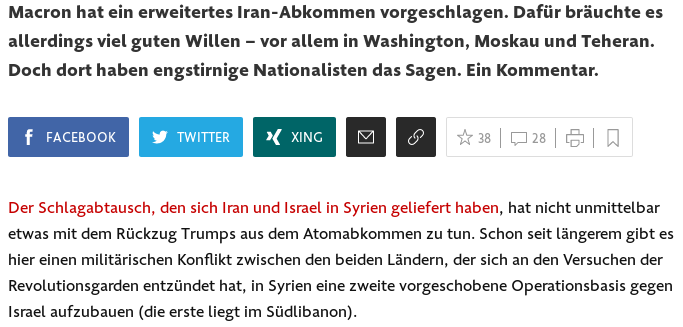 Macron hat ein erweitertes Iran-Abkommen vorgeschlagen. Dafür bräuchte es
allerdings viel guten Willen – vor allem in Washington, Moskau und Teheran.
Doch dort haben engstirnige Nationalisten das Sagen. Ein Kommentar.
FACEBOOK TWITTER XING 38 28
Der Schlagabtausch, den sich Iran und Israel in Syrien geliefert haben, hat nicht unmittelbar
etwas mit dem Rückzug Trumps aus dem Atomabkommen zu tun. Schon seit längerem gibt es
hier einen militärischen Konflikt zwischen den beiden Ländern, der sich an den Versuchen der
Revolutionsgarden entzündet hat, in Syrien eine zweite vorgeschobene Operationsbasis gegen
Israel aufzubauen (die erste liegt im Südlibanon).